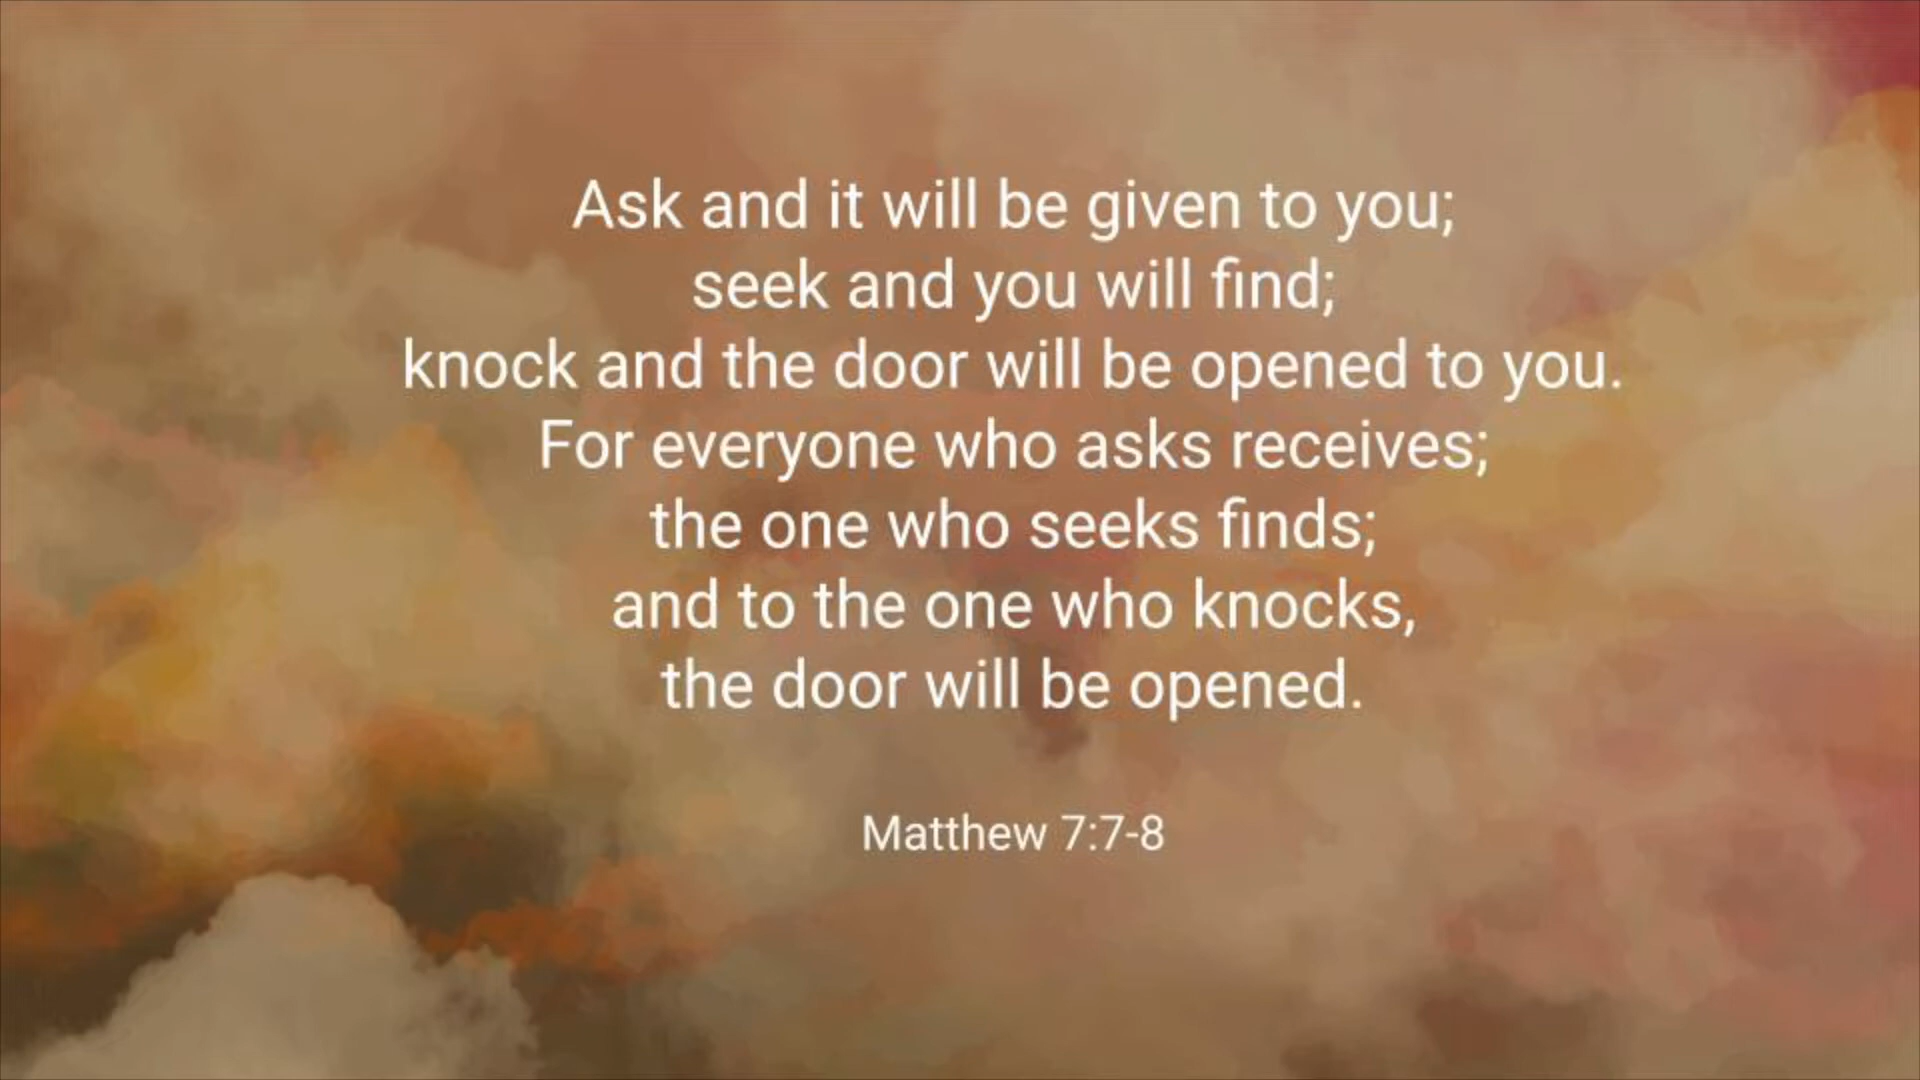 Ask and it will be given to you;
seek and you will find;
knock and the door will be opened to you.
For everyone who asks receives;
the one who seeks finds;
and to the one who knocks,
the door will be opened.
Matthew 7:7-8